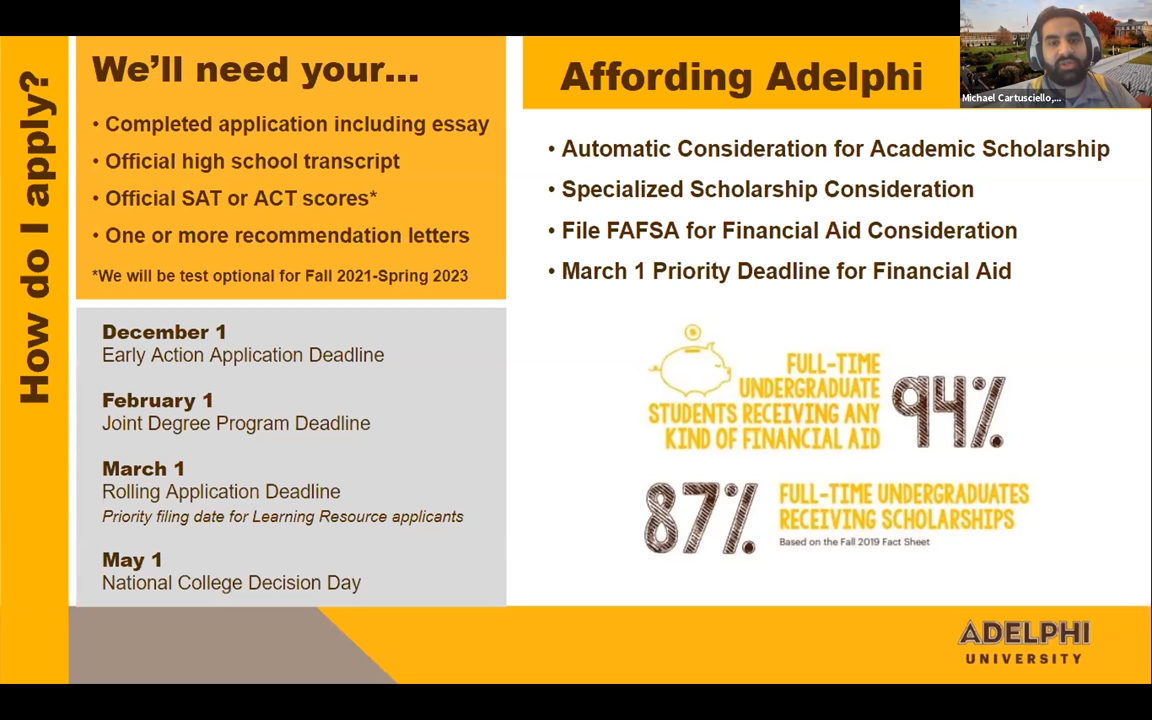 How do I apply?
We'll need your...
• Completed application including essay
• Official high school transcript
• Official SAT or ACT scores*
• One or more recommendation letters
*We will be test optional for Fall 2021-Spring 2023
December 1
Early Action Application Deadline
February 1
Joint Degree Program Deadline
March 1
Rolling Application Deadline
Priority filing date for Learning Resource applicants
May 1
National College Decision Day
Affording Adelphi
• Automatic Consideration for Academic Scholarship
• Specialized Scholarship Consideration
• File FAFSA for Financial Aid Consideration
• March 1 Priority Deadline for Financial Aid
FULL-TIME
UNDERGRADUATE
STUDENTS RECEIVING ANY
KIND OF FINANCIAL AID
94%
87%
FULL-TIME UNDERGRADUATES
RECEIVING SCHOLARSHIPS
Based on the Fall 2019 Fact Sheet
Michael Cartusciello,...
ADELPHI
UNIVERSITY